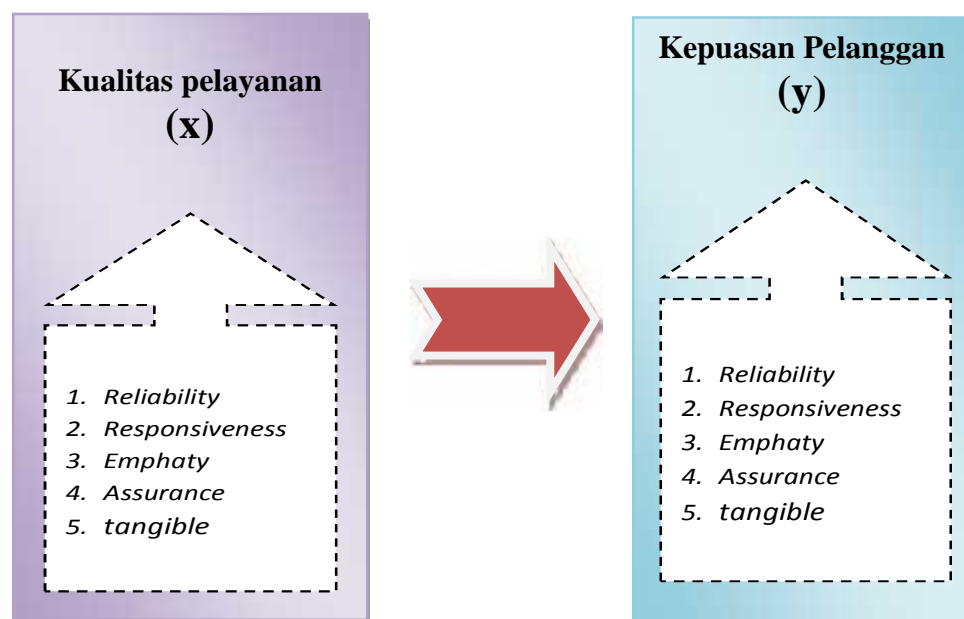 Kualitas pelayanan
(x)
1. Reliability
2. Responsiveness
3. Emphaty
4. Assurance
5. tangible
Kepuasan Pelanggan
(y)
1. Reliability
2. Responsiveness
3. Emphaty
4. Assurance
5. tangible